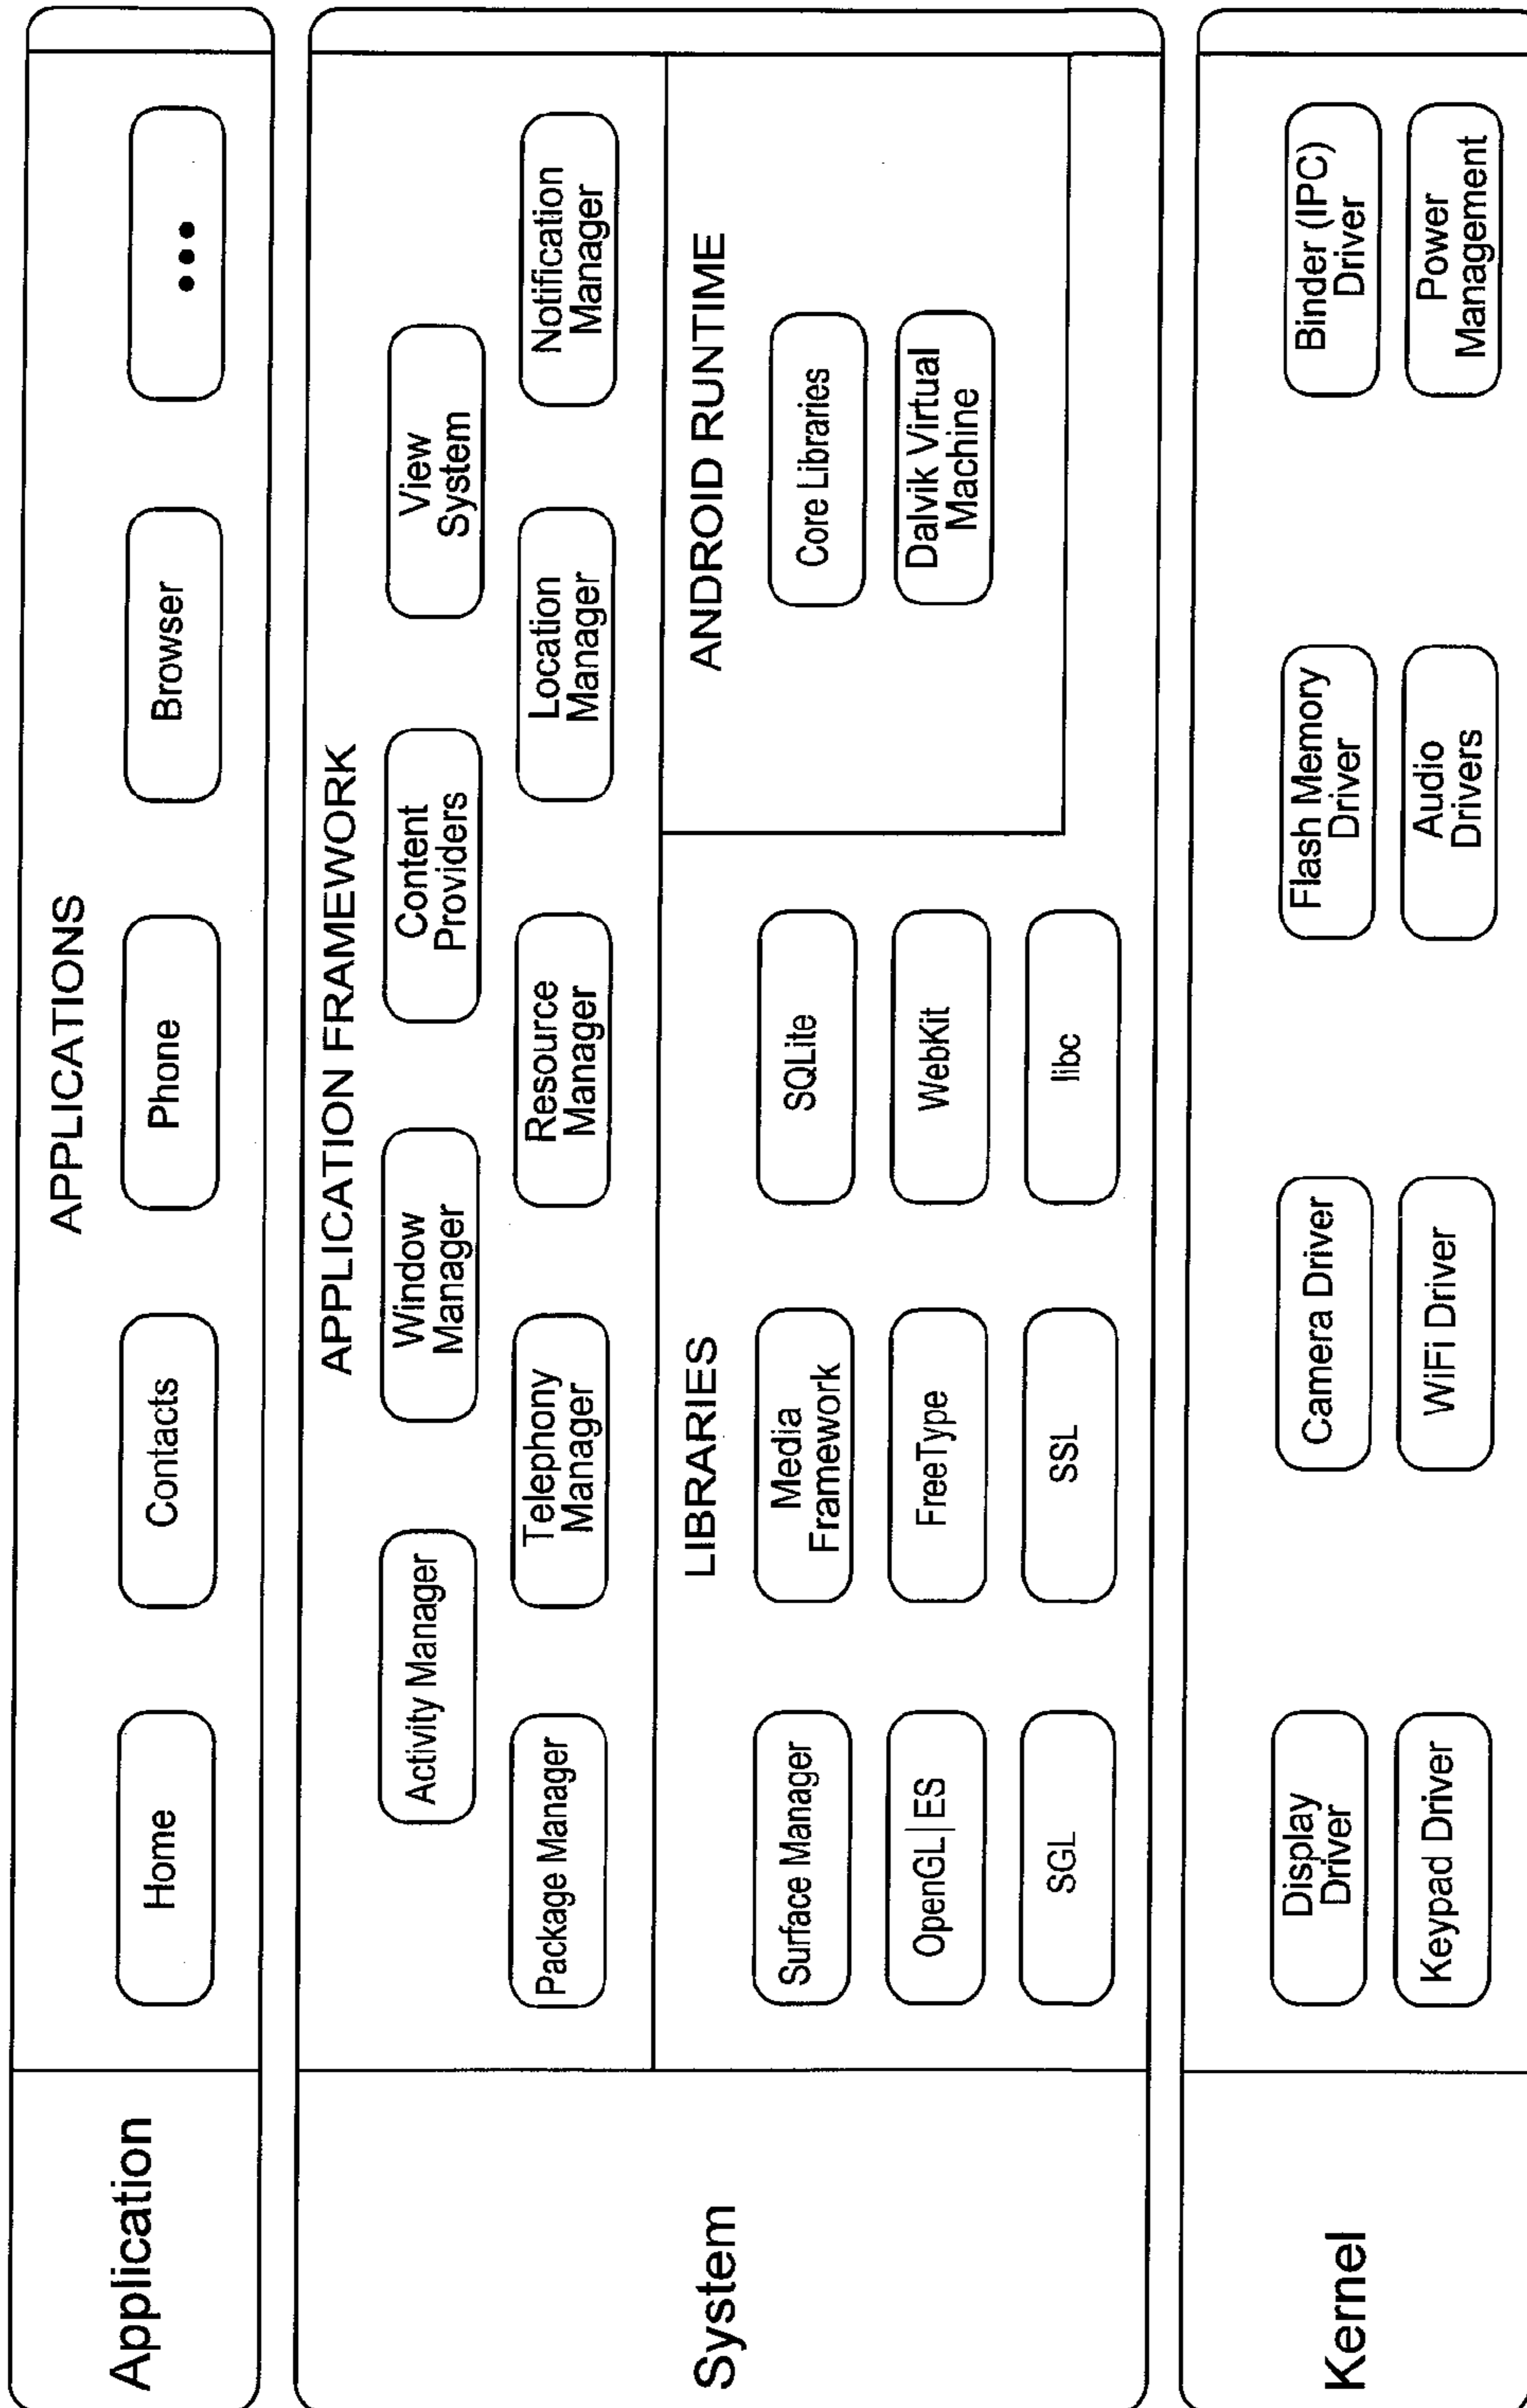 Application
APPLICATIONS
Home
Contacts
Phone
Browser
•••
System
APPLICATION FRAMEWORK
Activity Manager
Window
Manager
Content
Providers
View
System
Package Manager
Telephony
Manager
Resource
Manager
Location
Manager
Notification
Manager
LIBRARIES
Surface Manager
Media
Framework
SQLite
OpenGL|ES
FreeType
WebKit
SGL
SSL
libc
ANDROID RUNTIME
Core Libraries
Dalvik Virtual
Machine
Kernel
Display
Driver
Camera Driver
Flash Memory
Driver
Binder (IPC)
Driver
Keypad Driver
WiFi Driver
Audio
Drivers
Power
Management